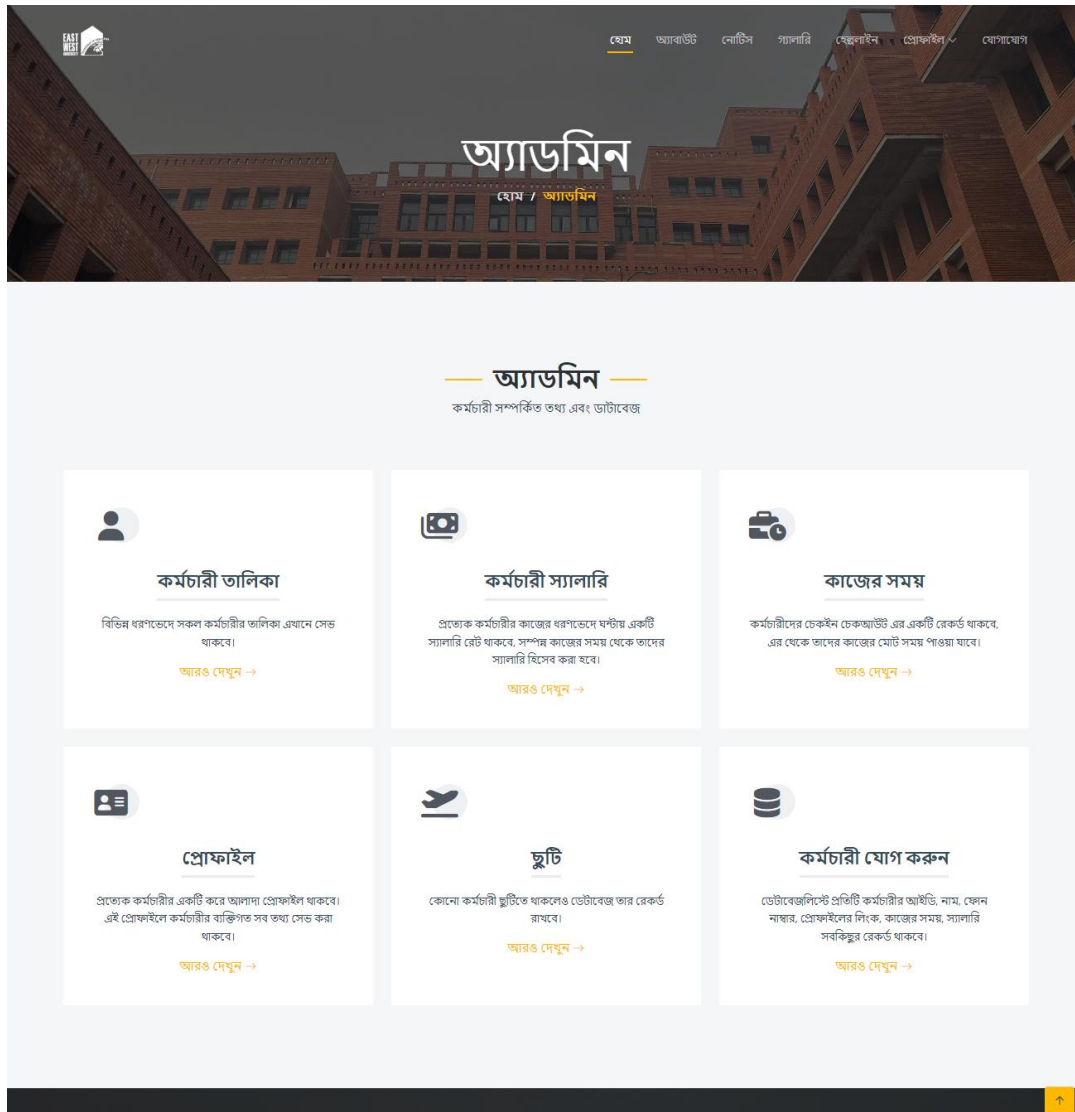 EAST
WEST
UNIVERSITY
হোম অ্যাবাউট নোটিস গ্যালারি হেল্পলাইন প্রোফাইল যোগাযোগ
অ্যাডমিন
হোম / অ্যাডমিন
অ্যাডমিন
কর্মচারী সম্পর্কিত তথ্য এবং ডাটাবেজ
কর্মচারী তালিকা
বিভিন্ন ধরণভেদে সকল কর্মচারীর তালিকা এখানে সেভ
থাকবে।
আরও দেখুন →
কর্মচারী স্যালারি
প্রত্যেক কর্মচারীর কাজের ধরণভেদে ঘন্টায় একটি
স্যালারি রেট থাকবে, সম্পন্ন কাজের সময় থেকে তাদের
স্যালারি হিসেব করা হবে।
আরও দেখুন →
কাজের সময়
কর্মচারীদের চেকইন চেকআউট এর একটি রেকর্ড থাকবে,
এর থেকে তাদের কাজের মোট সময় পাওয়া যাবে।
আরও দেখুন →
প্রোফাইল
প্রত্যেক কর্মচারীর একটি করে আলাদা প্রোফাইল থাকবে।
এই প্রোফাইলে কর্মচারীর ব্যক্তিগত সব তথ্য সেভ করা
থাকবে।
আরও দেখুন →
ছুটি
কোনো কর্মচারী ছুটিতে থাকলেও ডেটাবেজ তার রেকর্ড
রাখবে।
আরও দেখুন →
কর্মচারী যোগ করুন
ডেটাবেজলিস্টে প্রতিটি কর্মচারীর আইডি, নাম, ফোন
নাম্বার, প্রোফাইলের লিংক, কাজের সময়, স্যালারি
সবকিছুর রেকর্ড থাকবে।
আরও দেখুন →